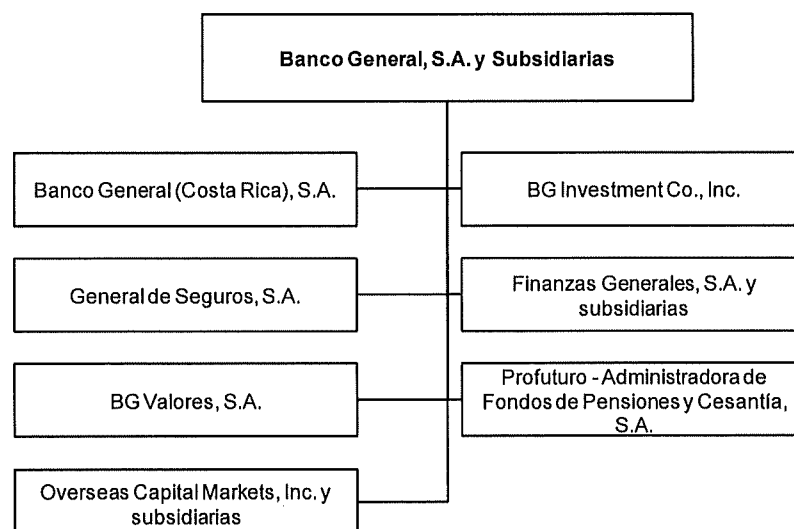 Banco General, S.A. y Subsidiarias
Banco General (Costa Rica), S.A.
BG Investment Co., Inc.
General de Seguros, S.A.
Finanzas Generales, S.A. y
subsidiarias
BG Valores, S.A.
Profuturo - Administradora de
Fondos de Pensiones y Cesantía,
S.A.
Overseas Capital Markets, Inc. y
subsidiarias